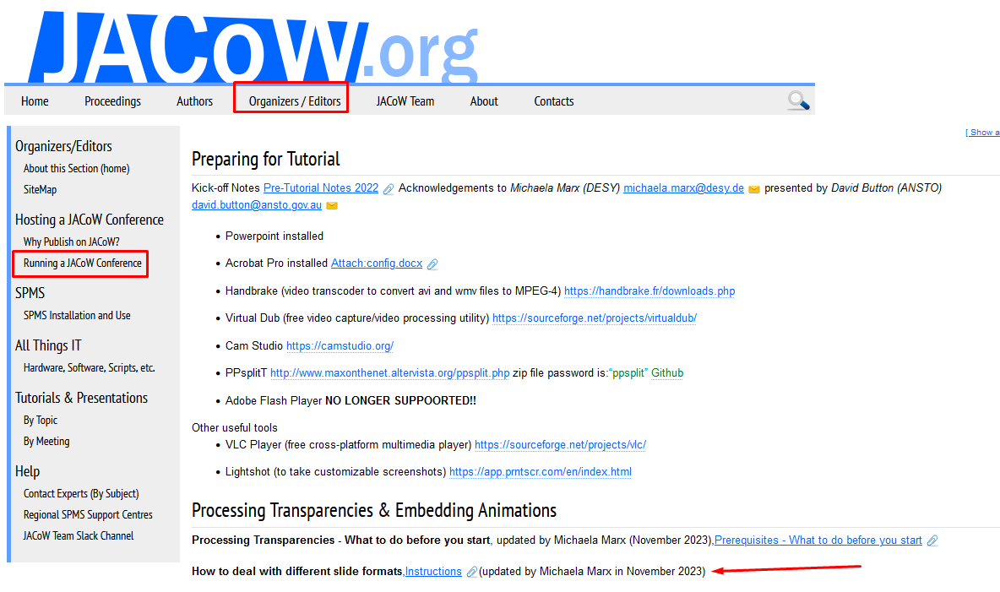 JACoW.org
Home Proceedings Authors Organizers / Editors JACoW Team About Contacts
[ Show a
Organizers/Editors
About this Section (home)
SiteMap
Hosting a JACoW Conference
Why Publish on JACoW?
Running a JACoW Conference
SPMS
SPMS Installation and Use
All Things IT
Hardware, Software, Scripts, etc.
Tutorials & Presentations
By Topic
By Meeting
Help
Contact Experts (By Subject)
Regional SPMS Support Centres
JACoW Team Slack Channel
Preparing for Tutorial
Kick-off Notes Pre-Tutorial Notes 2022 Acknowledgements to Michaela Marx (DESY) michaela.marx@desy.de presented by David Button (ANSTO)
david.button@ansto.gov.au
• Powerpoint installed
• Acrobat Pro installed Attach:config.docx
• Handbrake (video transcoder to convert avi and wmv files to MPEG-4) https://handbrake.fr/downloads.php
• Virtual Dub (free video capture/video processing utility) https://sourceforge.net/projects/virtualdub/
• Cam Studio https://camstudio.org/
• PPsplitT http://www.maxonthenet.altervista.org/ppsplit.php zip file password is:“ppsplit” Github
• Adobe Flash Player NO LONGER SUPPOORTED!!
Other useful tools
• VLC Player (free cross-platform multimedia player) https://sourceforge.net/projects/vlc/
• Lightshot (to take customizable screenshots) https://app.prntscr.com/en/index.html
Processing Transparencies & Embedding Animations
Processing Transparencies - What to do before you start, updated by Michaela Marx (November 2023),Prerequisites - What to do before you start
How to deal with different slide formats,Instructions (updated by Michaela Marx in November 2023)